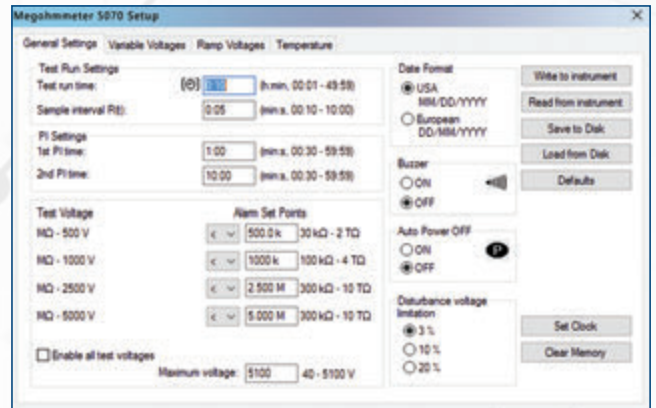 Megohmmeter 5070 Setup
General Settings Variable Voltages Ramp Voltages Temperature
Test Run Settings
Test run time: 0:10 (h:min, 00:01 - 49:59)
Sample interval R(t): 0:05 (min:s, 00:10 - 10:00)
PI Settings
1st PI time: 1:00 (min:s, 00:30 - 59:59)
2nd PI time: 10:00 (min:s, 00:30 - 59:59)
Test Voltage Alarm Set Points
MΩ - 500 V < 500.0 k 30 kΩ - 2 TΩ
MΩ - 1000 V < 1000 k 100 kΩ - 4 TΩ
MΩ - 2500 V < 2.500 M 300 kΩ - 10 TΩ
MΩ - 5000 V < 5.000 M 300 kΩ - 10 TΩ
Enable all test voltages
Maximum voltage: 5100 40 - 5100 V
Date Format
USA
MM/DD/YYYY
European
DD/MM/YYYY
Buzzer
ON
OFF
Auto Power OFF
ON P
OFF
Disturbance voltage
limitation
3 %
10 %
20 %
Write to instrument
Read from instrument
Save to Disk
Load from Disk
Defaults
Set Clock
Clear Memory